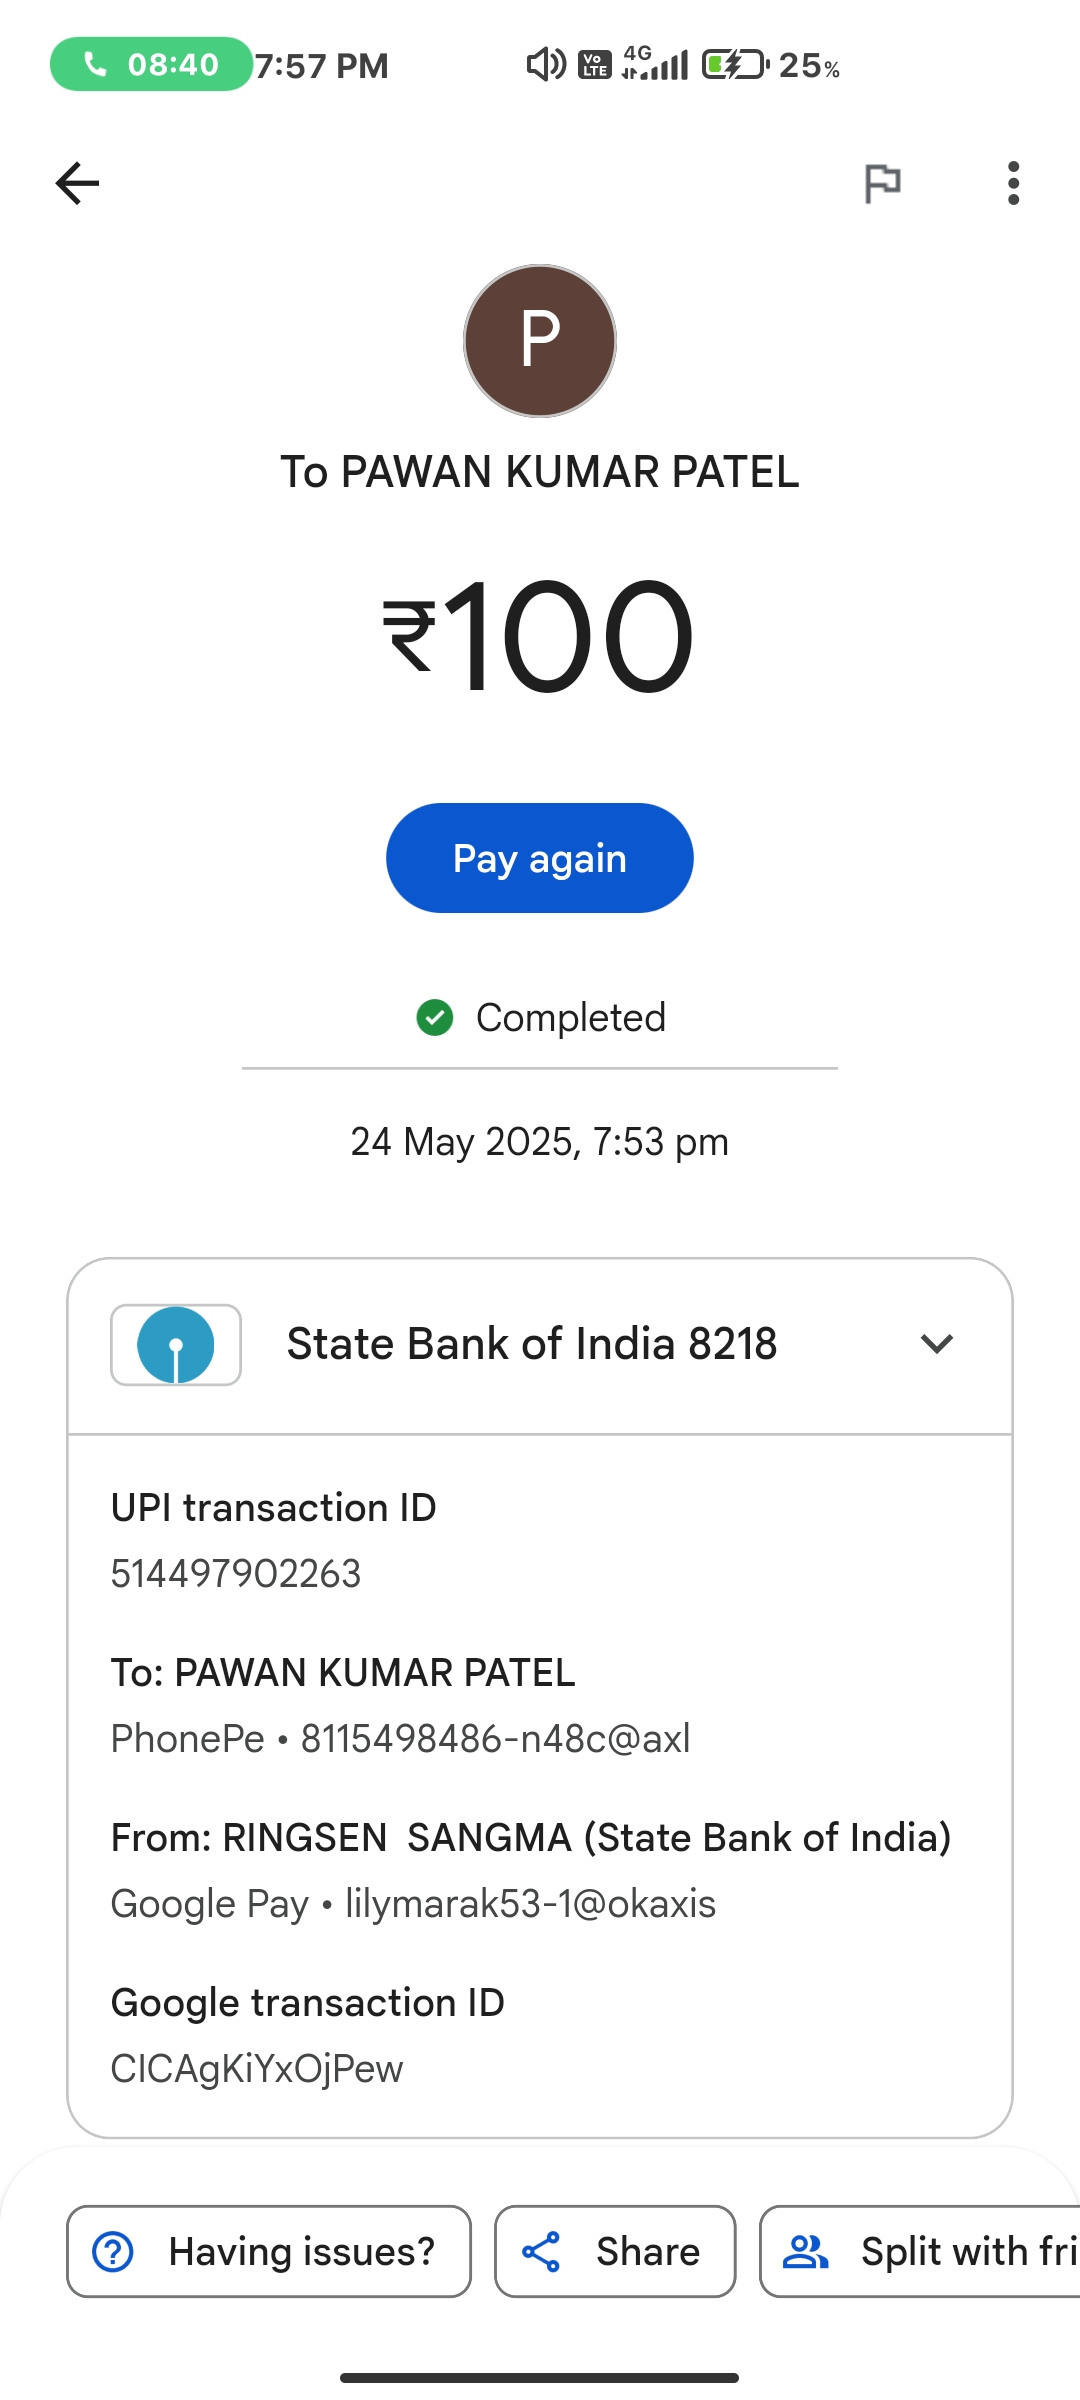 08:40 7:57 PM Vo LTE 4G 25%
P
To PAWAN KUMAR PATEL
₹100
Pay again
Completed
24 May 2025, 7:53 pm
State Bank of India 8218
UPI transaction ID
514497902263
To: PAWAN KUMAR PATEL
PhonePe • 8115498486-n48c@axl
From: RINGSEN  SANGMA (State Bank of India)
Google Pay • lilymarak53-1@okaxis
Google transaction ID
CICAgKiYxOjPew
Having issues? Share Split with fri